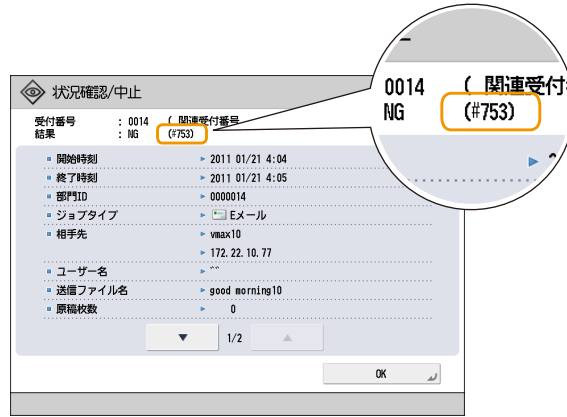 状況確認/中止
受付番号 : 0014 ( 関連受付番号
結果 : NG (#753)
開始時刻 2011 01/21 4:04
終了時刻 2011 01/21 4:05
部門ID 0000014
ジョブタイプ Eメール
相手先 vmax10
172.22.10.77
ユーザー名 ^^
送信ファイル名 good morning10
原稿枚数 0
1/2
OK
0014 ( 関連受付
NG (#753)